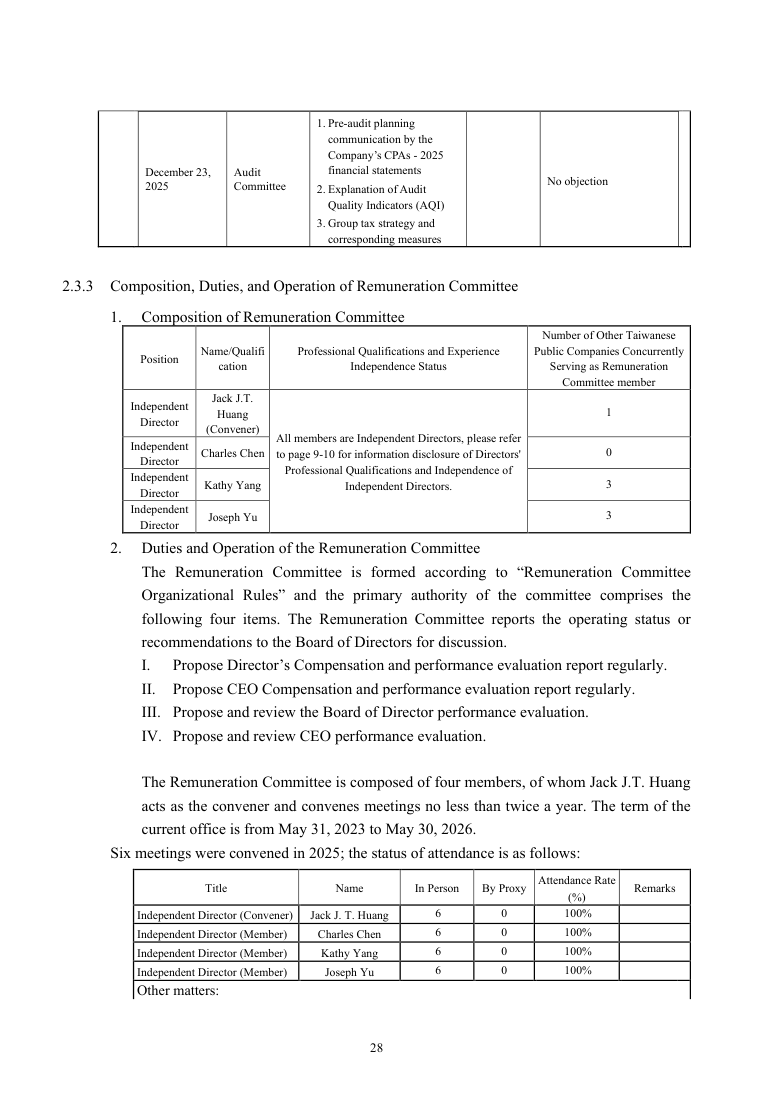 December 23,
2025
Audit
Committee
1. Pre-audit planning
communication by the
Company’s CPAs - 2025
financial statements
2. Explanation of Audit
Quality Indicators (AQI)
3. Group tax strategy and
corresponding measures
No objection
2.3.3 Composition, Duties, and Operation of Remuneration Committee
1. Composition of Remuneration Committee
Position
Name/Qualifi
cation
Professional Qualifications and Experience
Independence Status
Number of Other Taiwanese
Public Companies Concurrently
Serving as Remuneration
Committee member
Independent
Director
Jack J.T.
Huang
(Convener)
All members are Independent Directors, please refer
to page 9-10 for information disclosure of Directors'
Professional Qualifications and Independence of
Independent Directors.
1
Independent
Director
Charles Chen
0
Independent
Director
Kathy Yang
3
Independent
Director
Joseph Yu
3
2. Duties and Operation of the Remuneration Committee
The Remuneration Committee is formed according to “Remuneration Committee
Organizational Rules” and the primary authority of the committee comprises the
following four items. The Remuneration Committee reports the operating status or
recommendations to the Board of Directors for discussion.
I. Propose Director’s Compensation and performance evaluation report regularly.
II. Propose CEO Compensation and performance evaluation report regularly.
III. Propose and review the Board of Director performance evaluation.
IV. Propose and review CEO performance evaluation.
The Remuneration Committee is composed of four members, of whom Jack J.T. Huang
acts as the convener and convenes meetings no less than twice a year. The term of the
current office is from May 31, 2023 to May 30, 2026.
Six meetings were convened in 2025; the status of attendance is as follows:
Title Name In Person By Proxy Attendance Rate
(%) Remarks
Independent Director (Convener) Jack J. T. Huang 6 0 100%
Independent Director (Member) Charles Chen 6 0 100%
Independent Director (Member) Kathy Yang 6 0 100%
Independent Director (Member) Joseph Yu 6 0 100%
Other matters:
28